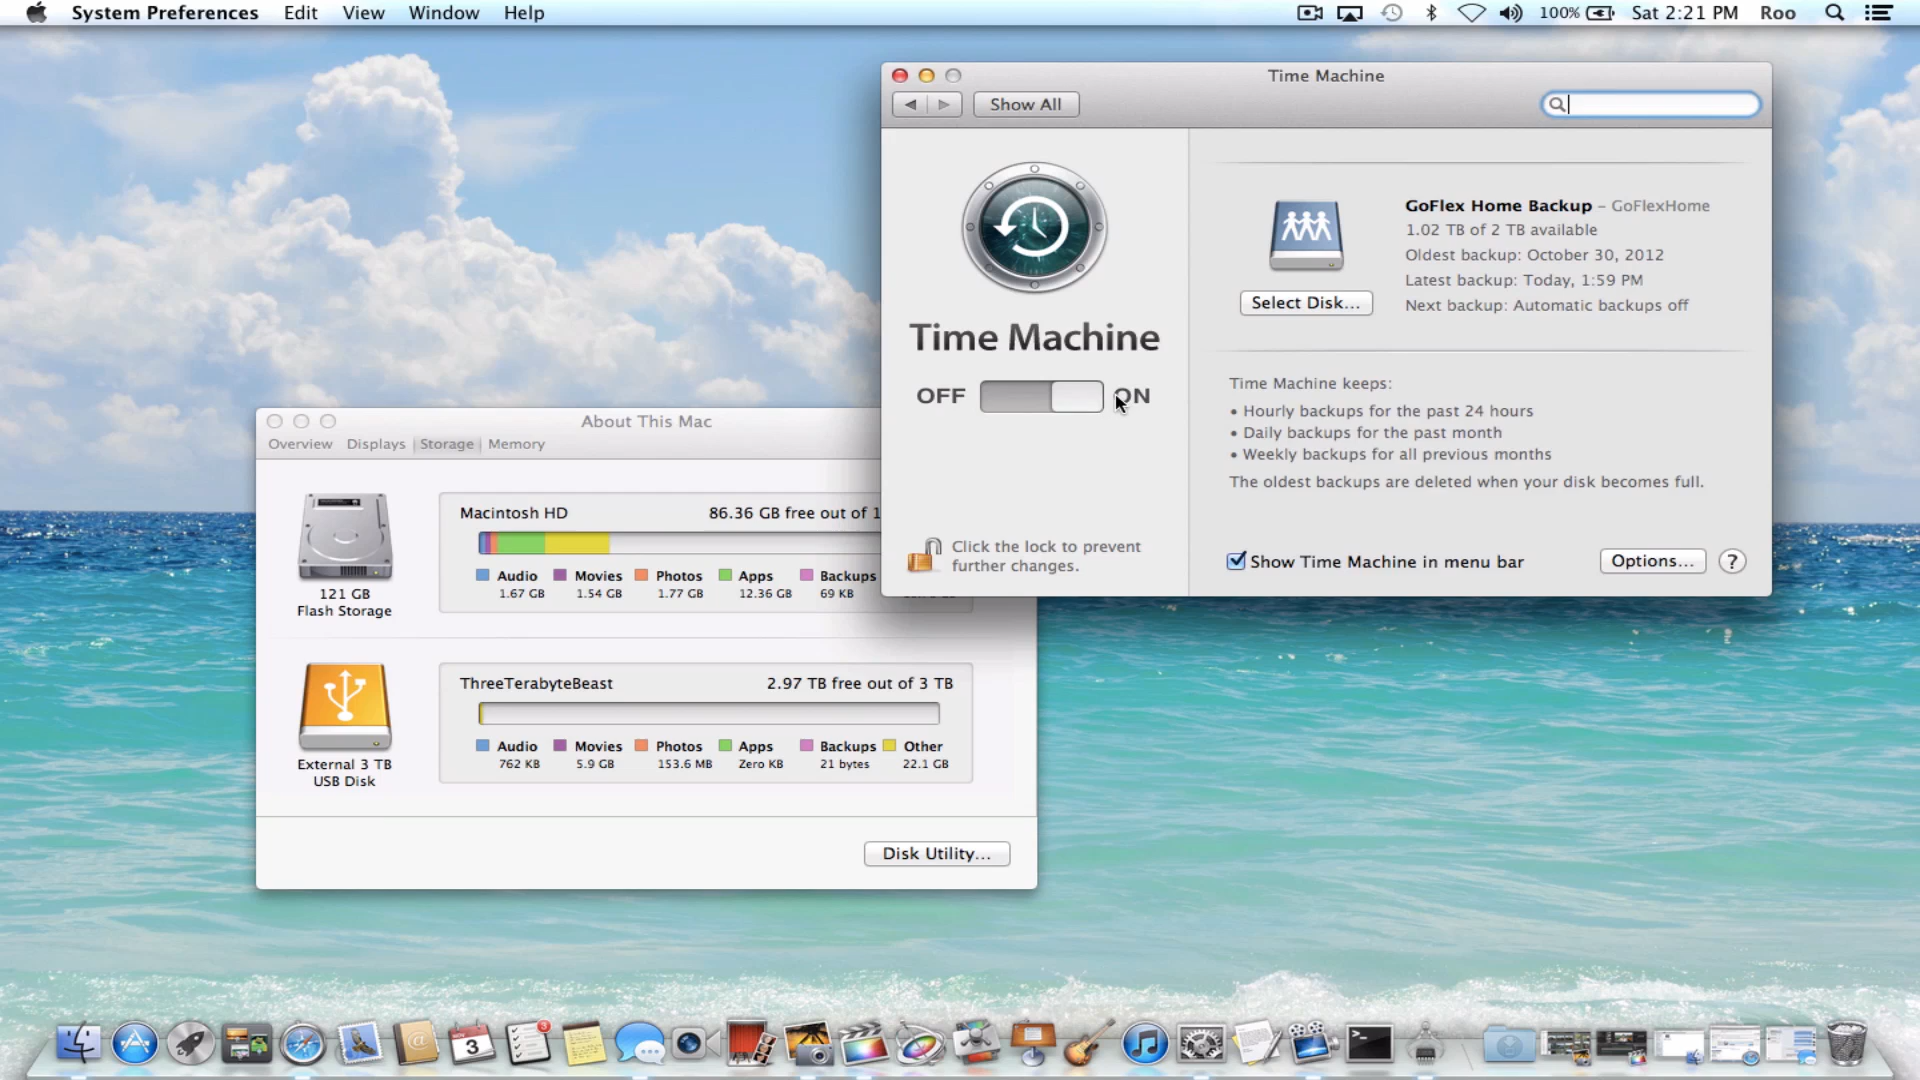 System Preferences Edit View Window Help
100% Sat 2:21 PM Roo
Time Machine
Show All
GoFlex Home Backup – GoFlexHome
1.02 TB of 2 TB available
Oldest backup: October 30, 2012
Latest backup: Today, 1:59 PM
Next backup: Automatic backups off
Select Disk...
Time Machine
OFF ON
Time Machine keeps:
• Hourly backups for the past 24 hours
• Daily backups for the past month
• Weekly backups for all previous months
The oldest backups are deleted when your disk becomes full.
Click the lock to prevent
further changes.
Show Time Machine in menu bar
Options...
?
About This Mac
Overview Displays Storage Memory
Macintosh HD 86.36 GB free out of 1
Audio Movies Photos Apps Backups
1.67 GB 1.54 GB 1.77 GB 12.36 GB 69 KB
121 GB
Flash Storage
ThreeTerabyteBeast 2.97 TB free out of 3 TB
Audio Movies Photos Apps Backups Other
762 KB 5.9 GB 153.6 MB Zero KB 21 bytes 22.1 GB
External 3 TB
USB Disk
Disk Utility...
3
3